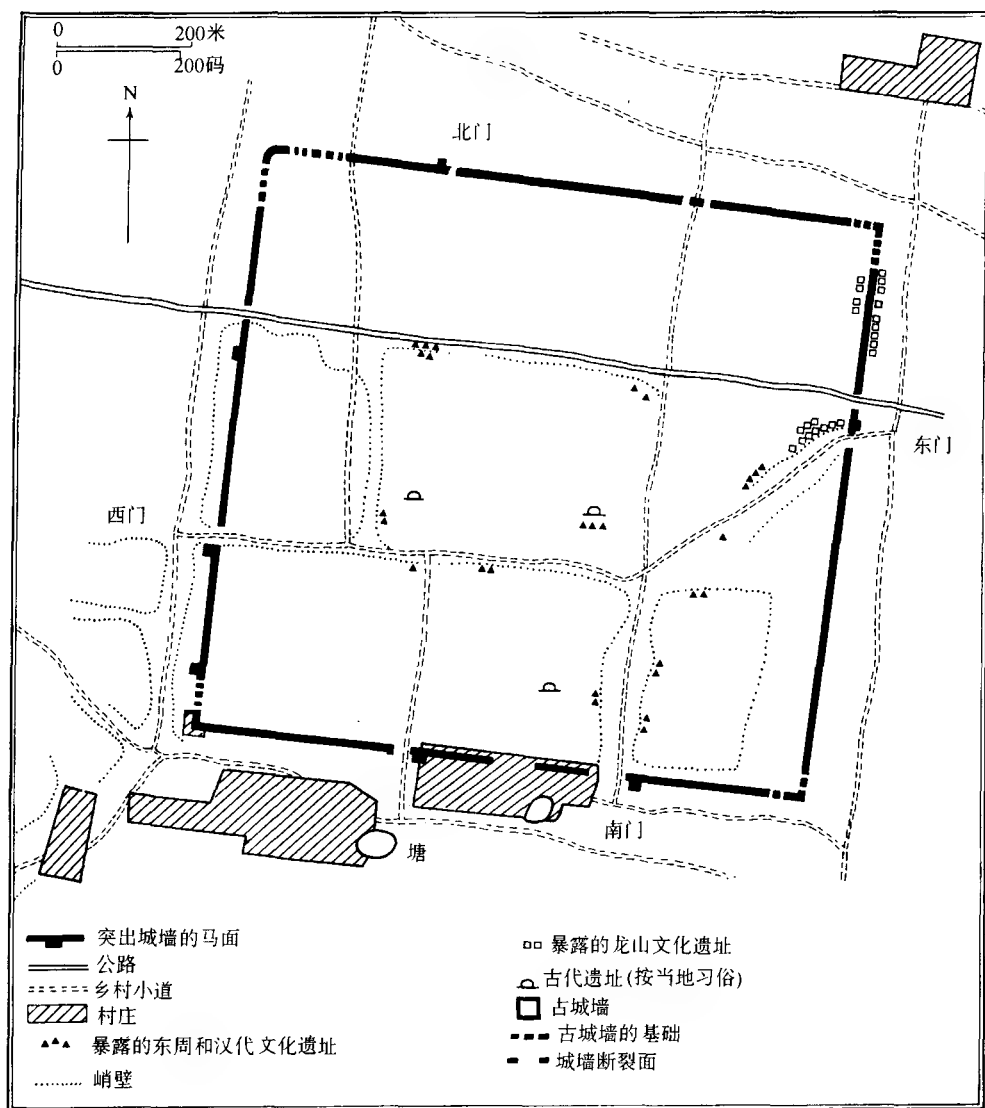 0 200米
0 200码
N
北门
东门
西门
南门
塘
突出城墙的马面
公路
乡村小道
村庄
暴露的东周和汉代文化遗址
峭壁
暴露的龙山文化遗址
古代遗址(按当地习俗)
占城墙
古城墙的基础
城墙断裂面